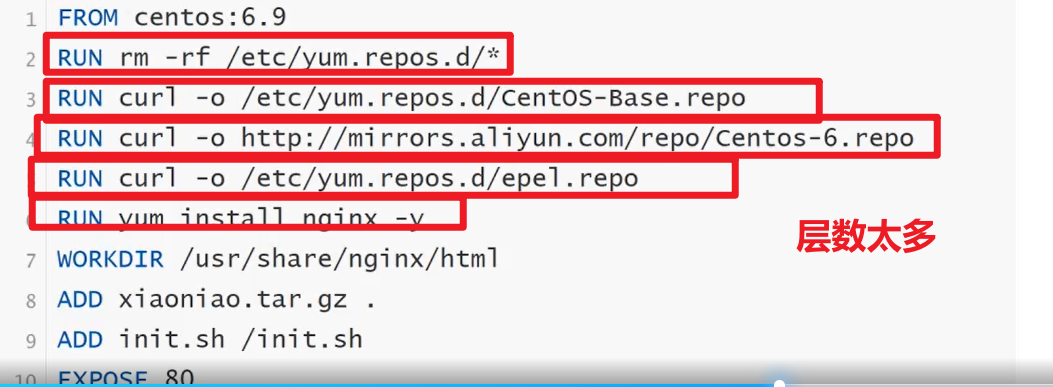 1 FROM centos:6.9
2 RUN rm -rf /etc/yum.repos.d/*
3 RUN curl -o /etc/yum.repos.d/CentOS-Base.repo
4 RUN curl -o http://mirrors.aliyun.com/repo/Centos-6.repo
RUN curl -o /etc/yum.repos.d/epel.repo
RUN yum install nginx -y
层数太多
7 WORKDIR /usr/share/nginx/html
8 ADD xiaoniao.tar.gz .
9 ADD init.sh /init.sh
10 EXPOSE 80